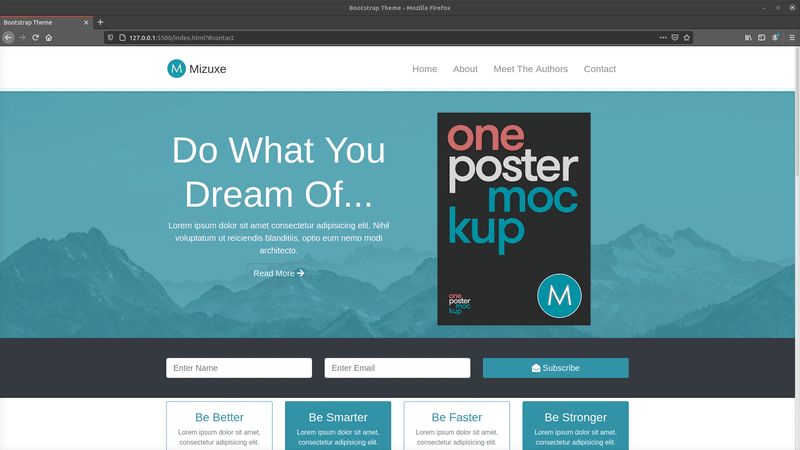 Bootstrap Theme - Mozilla Firefox
Bootstrap Theme
127.0.0.1:5500/index.html?#contact
M Mizuxe
Home About Meet The Authors Contact
Do What You
Dream Of...
Lorem ipsum dolor sit amet consectetur adipisicing elit. Nihil
voluptatum ut reiciendis blanditiis, optio eum nemo modi
architecto.
Read More
one
poster
moc
kup
one
poster
moc
kup
M
Enter Name
Enter Email
Subscribe
Be Better
Lorem ipsum dolor sit amet,
consectetur adipisicing elit.
Be Smarter
Lorem ipsum dolor sit amet,
consectetur adipisicing elit.
Be Faster
Lorem ipsum dolor sit amet,
consectetur adipisicing elit.
Be Stronger
Lorem ipsum dolor sit amet,
consectetur adipisicing elit.